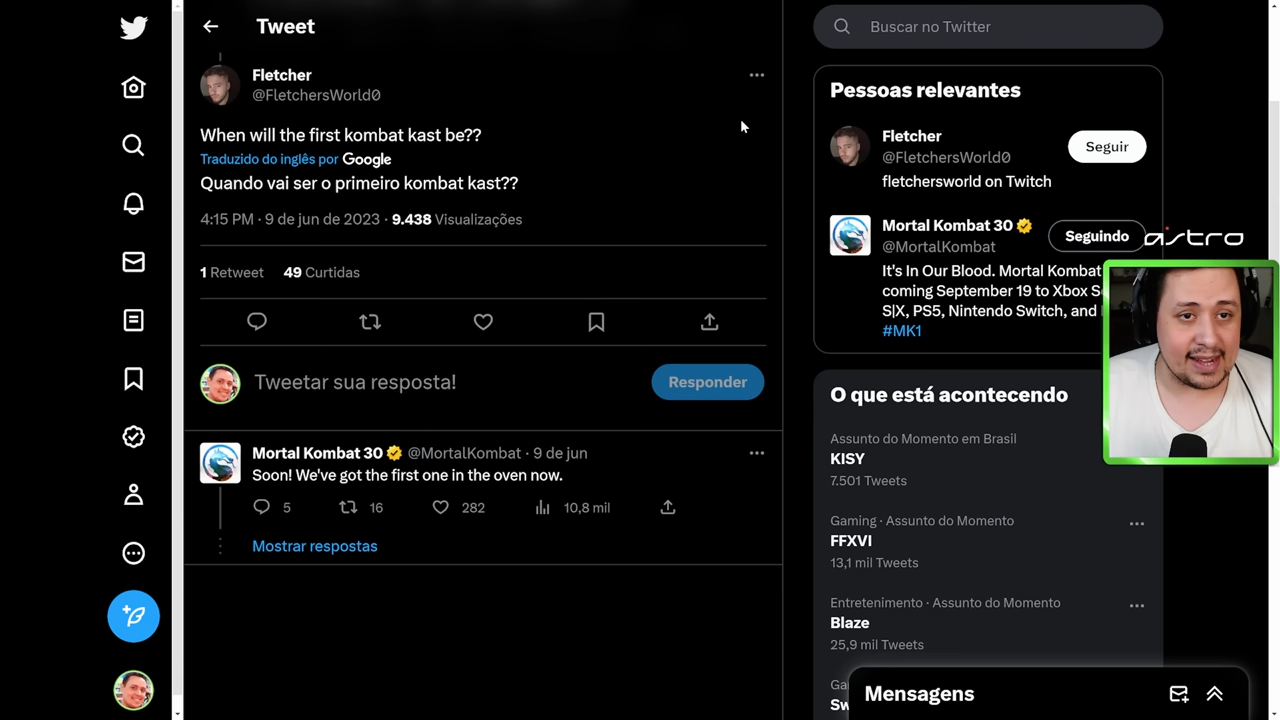 Tweet
Fletcher
@FletchersWorld0
When will the first kombat kast be??
Traduzido do inglês por Google
Quando vai ser o primeiro kombat kast??
4:15 PM · 9 de jun de 2023 · 9.438 Visualizações
1 Retweet 49 Curtidas
Tweetar sua resposta!
Responder
Mortal Kombat 30 @MortalKombat · 9 de jun
Soon! We've got the first one in the oven now.
5 16 282 10,8 mil
Mostrar respostas
Buscar no Twitter
Pessoas relevantes
Fletcher
@FletchersWorld0
Seguir
fletchersworld on Twitch
Mortal Kombat 30
@MortalKombat
Seguindo
astro
It's In Our Blood. Mortal Kombat
coming September 19 to Xbox
S|X, PS5, Nintendo Switch, and
#MK1
O que está acontecendo
Assunto do Momento em Brasil
KISY
7.501 Tweets
Gaming · Assunto do Momento
FFXVI
13,1 mil Tweets
Entretenimento · Assunto do Momento
Blaze
25,9 mil Tweets
Mensagens